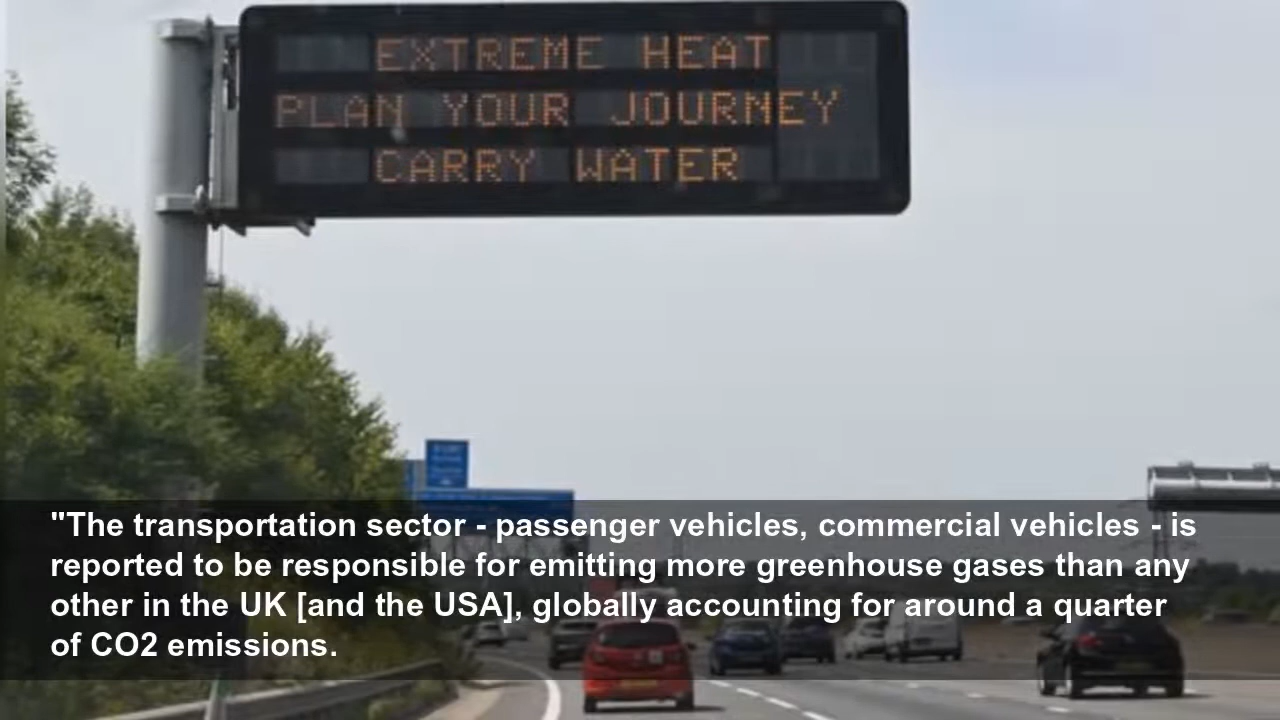 EXTREME HEAT
PLAN YOUR JOURNEY
CARRY WATER
"The transportation sector - passenger vehicles, commercial vehicles - is
reported to be responsible for emitting more greenhouse gases than any
other in the UK [and the USA], globally accounting for around a quarter
of CO2 emissions.